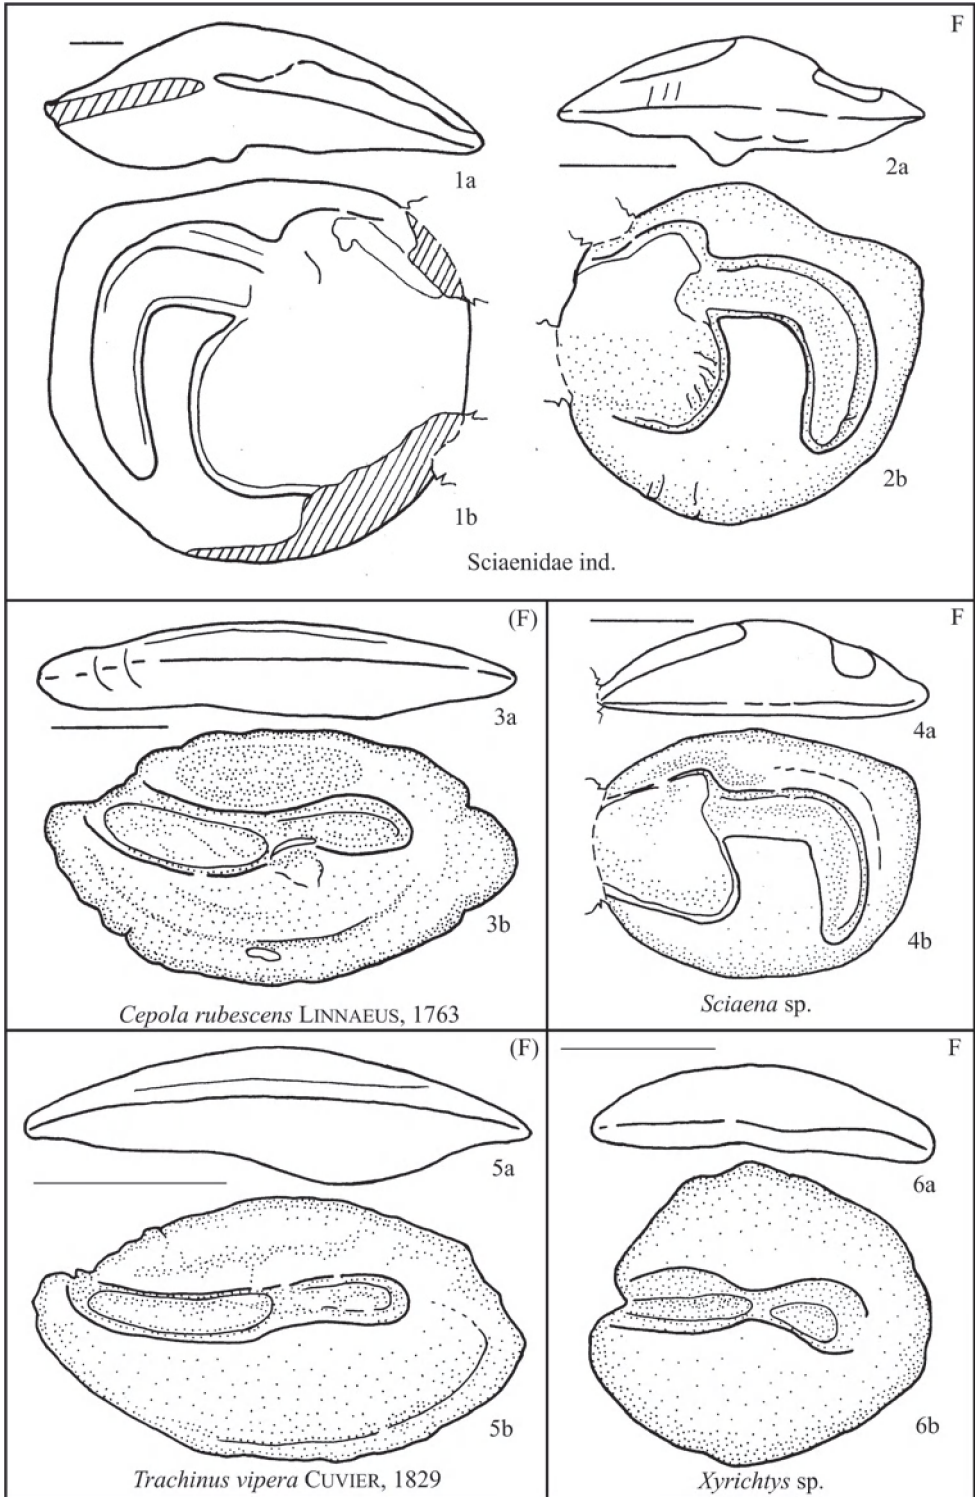 F
1a
2a
1b
2b
Sciaenidae ind.
(F)
3a
3b
Cepola rubescens LINNAEUS, 1763
F
4a
4b
Sciaena sp.
(F)
5a
5b
Trachinus vipera CUVIER, 1829
F
6a
6b
Xyrichtys sp.